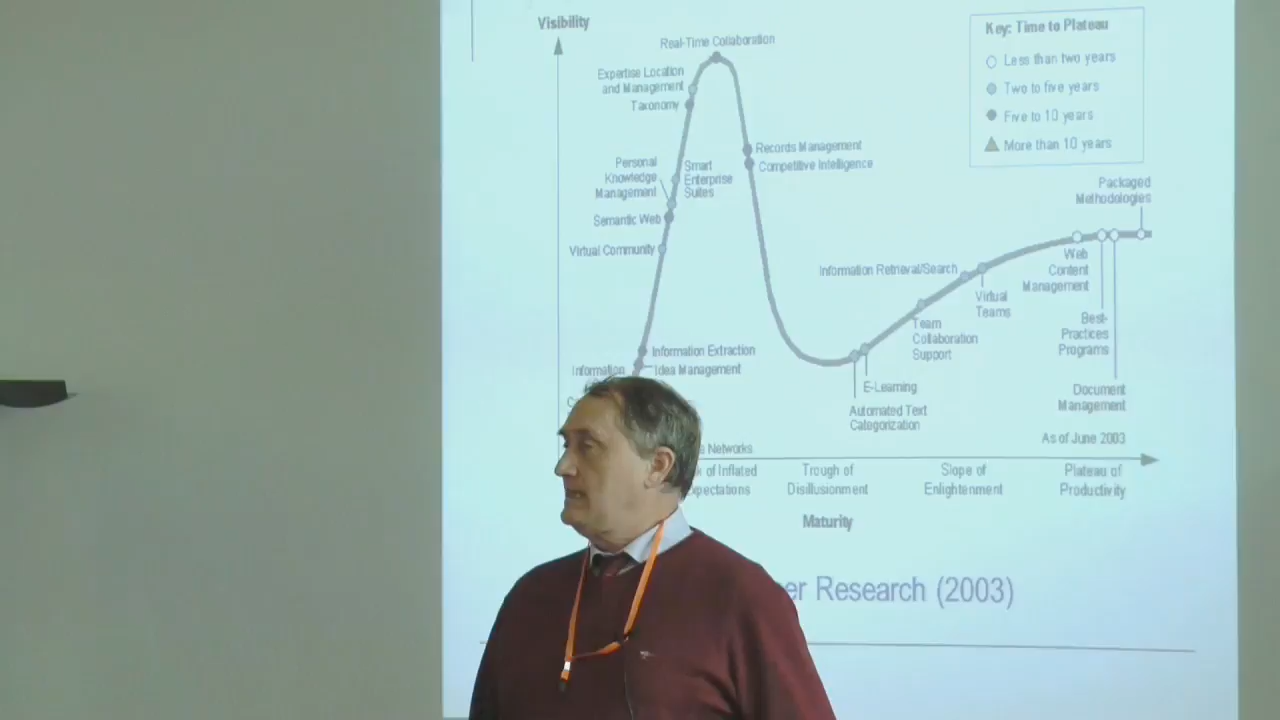 Visibility
Key: Time to Plateau
Less than two years
Two to five years
Five to 10 years
More than 10 years
Real-Time Collaboration
Expertise Location
and Management
Taxonomy
Records Management
Competitive Intelligence
Personal
Knowledge
Management
Smart
Enterprise
Suites
Semantic Web
Virtual Community
Packaged
Methodologies
Information Retrieval/Search
Web
Content
Management
Virtual
Teams
Team
Collaboration
Support
Best-
Practices
Programs
Information Extraction
Information
Idea Management
E-Learning
Automated Text
Categorization
Document
Management
As of June 2003
Networks
of Inflated
Trough of
Disillusionment
Slope of
Enlightenment
Plateau of
Productivity
Maturity
Research (2003)